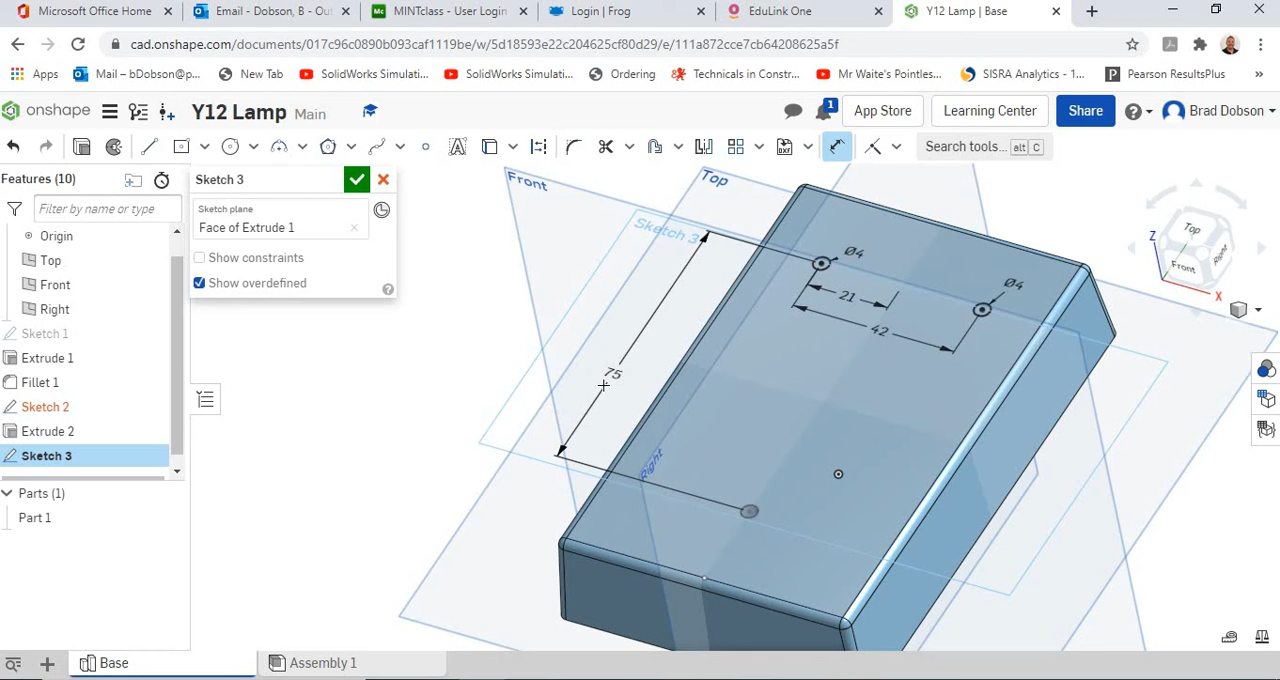 Microsoft Office Home
Email - Dobson, B - Ou
MINTclass - User Login
Login | Frog
EduLink One
Y12 Lamp | Base
cad.onshape.com/documents/017c96c0890b093caf1119be/w/5d18593e22c204625cf80d29/e/111a872cce7cb64208625a5f
Apps
Mail – bDobson@p...
New Tab
SolidWorks Simulati...
SolidWorks Simulati...
Ordering
Technicals in Constr...
Mr Waite's Pointles...
SISRA Analytics - 1...
Pearson ResultsPlus
»
onshape
Y12 Lamp Main
1
App Store
Learning Center
Share
Brad Dobson
Search tools... alt C
Features (10)
Filter by name or type
Origin
Top
Front
Right
Sketch 1
Extrude 1
Fillet 1
Sketch 2
Extrude 2
Sketch 3
Parts (1)
Part 1
Sketch 3
Sketch plane
Face of Extrude 1
Show constraints
Show overdefined
Front
Top
Sketch 3
Right
Ø4
Ø4
21
42
75
Top
Front
Right
Z
X
Base
Assembly 1